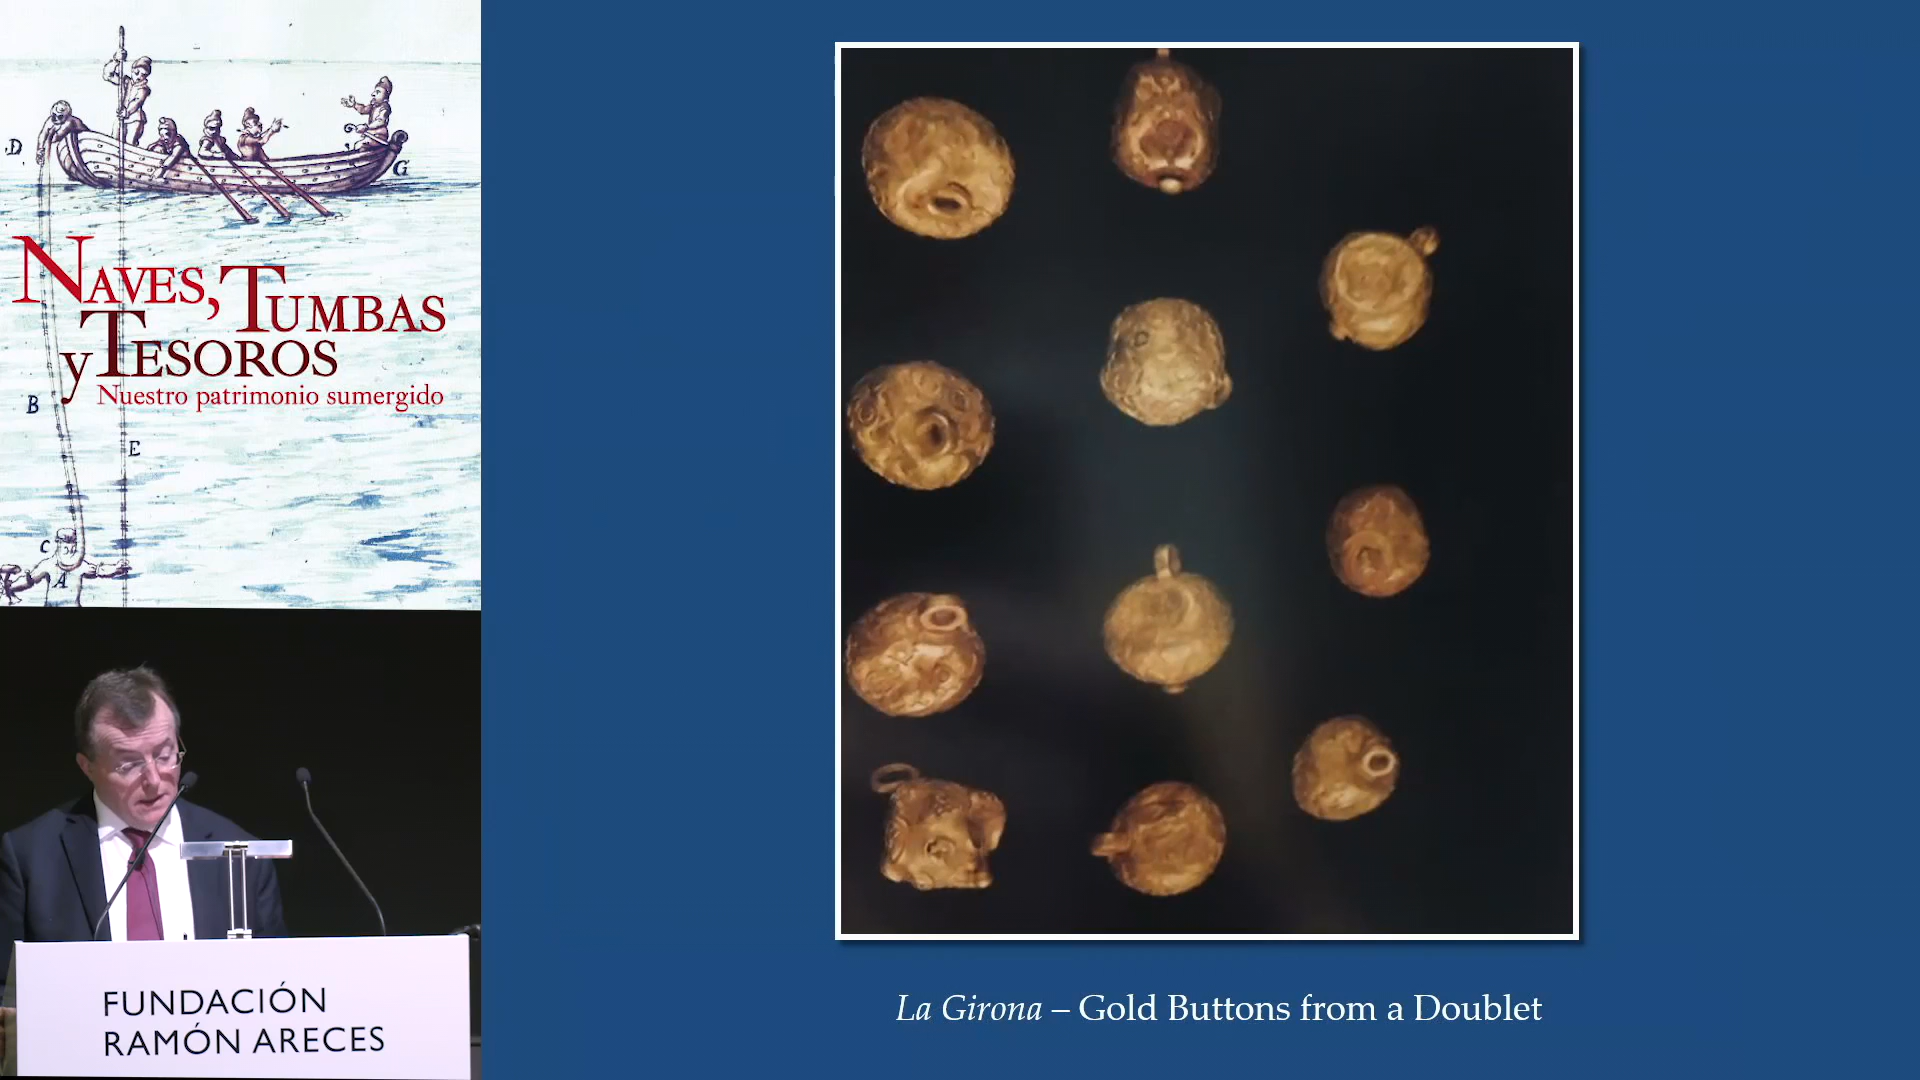 D
G
NAVES, TUMBAS
y TESOROS
Nuestro patrimonio sumergido
B
E
C
A
FUNDACIÓN
RAMÓN ARECES
La Girona – Gold Buttons from a Doublet